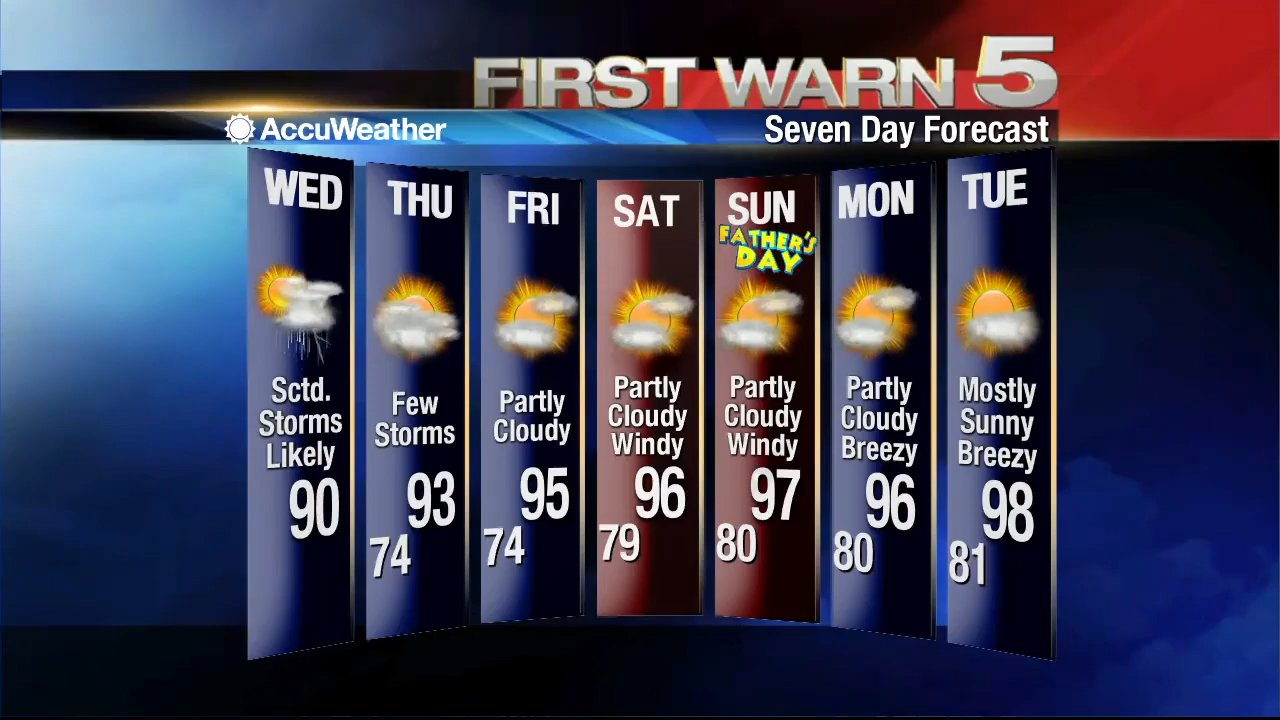 FIRST WARN 5
AccuWeather
Seven Day Forecast
WED
Sctd.
Storms
Likely
90
THU
Few
Storms
93
74
FRI
Partly
Cloudy
95
74
SAT
Partly
Cloudy
Windy
96
79
SUN
FATHER'S
DAY
Partly
Cloudy
Windy
97
80
MON
Partly
Cloudy
Breezy
96
80
TUE
Mostly
Sunny
Breezy
98
81